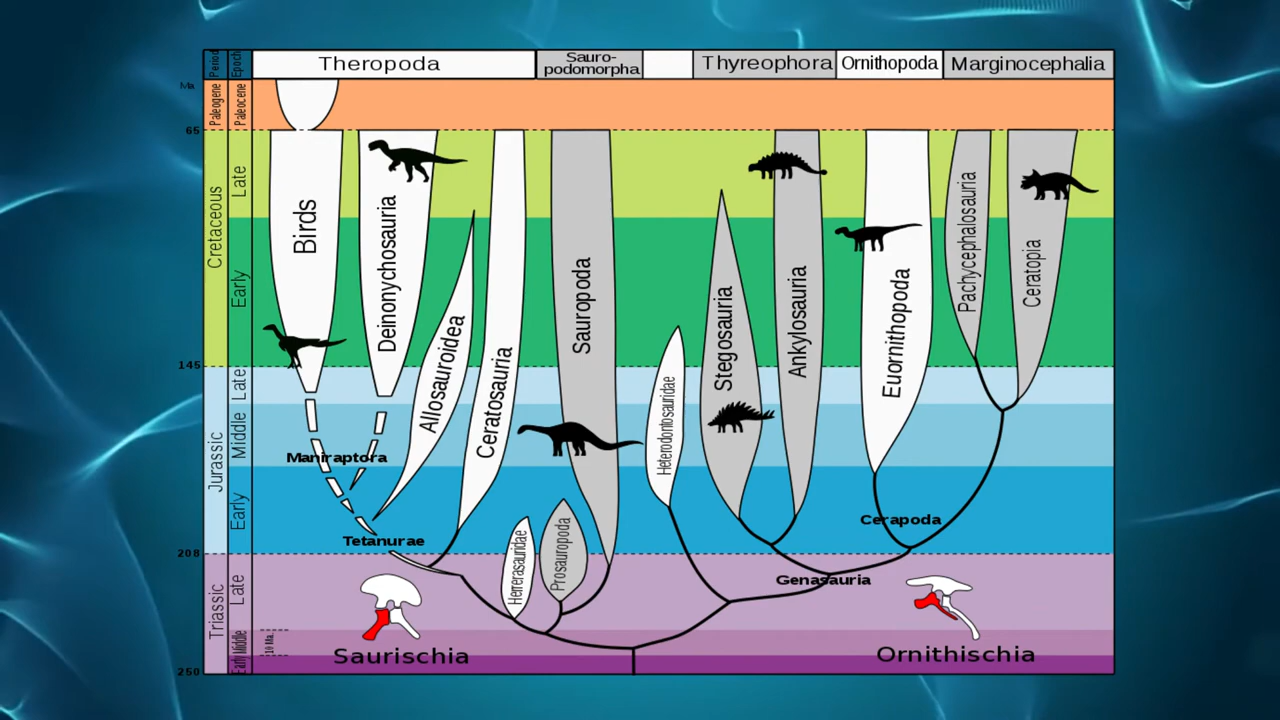 Period
Epoch
Theropoda
Sauro-
podomorpha
Thyreophora
Ornithopoda
Marginocephalia
Ma
Paleogene
Paleocene
65
Cretaceous
Late
Early
145
Jurassic
Late
Middle
Early
208
Triassic
Late
Middle
Early
250
10 Ma.
Birds
Deinonychosauria
Allosauroidea
Ceratosauria
Sauropoda
Heterodontosauridae
Stegosauria
Ankylosauria
Euornithopoda
Pachycephalosauria
Ceratopia
Maniraptora
Tetanurae
Herrerasauridae
Prosauropoda
Cerapoda
Genasauria
Saurischia
Ornithischia